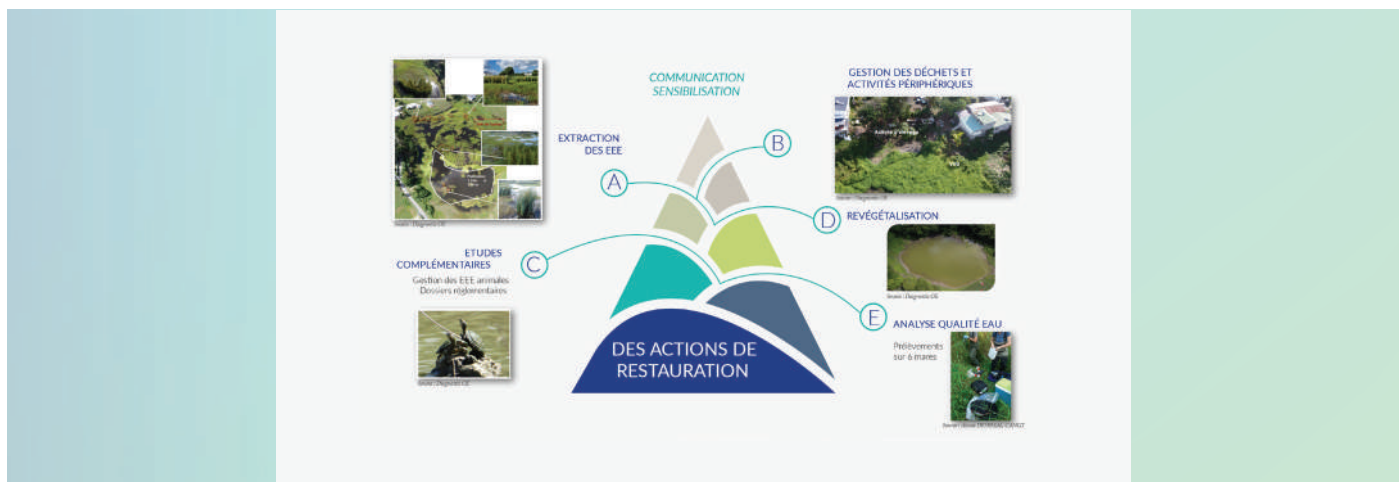 COMMUNICATION
SENSIBILISATION
EXTRACTION
DES EEE
A
B
GESTION DES DÉCHETS ET
ACTIVITÉS PÉRIPHÉRIQUES
D
REVÉGÉTALISATION
ETUDES
COMPLÉMENTAIRES
C
Gestion des EEE animales
Dossiers règlementaires
E
ANALYSE QUALITÉ EAU
Prélèvements
sur 6 mares
DES ACTIONS DE
RESTAURATION